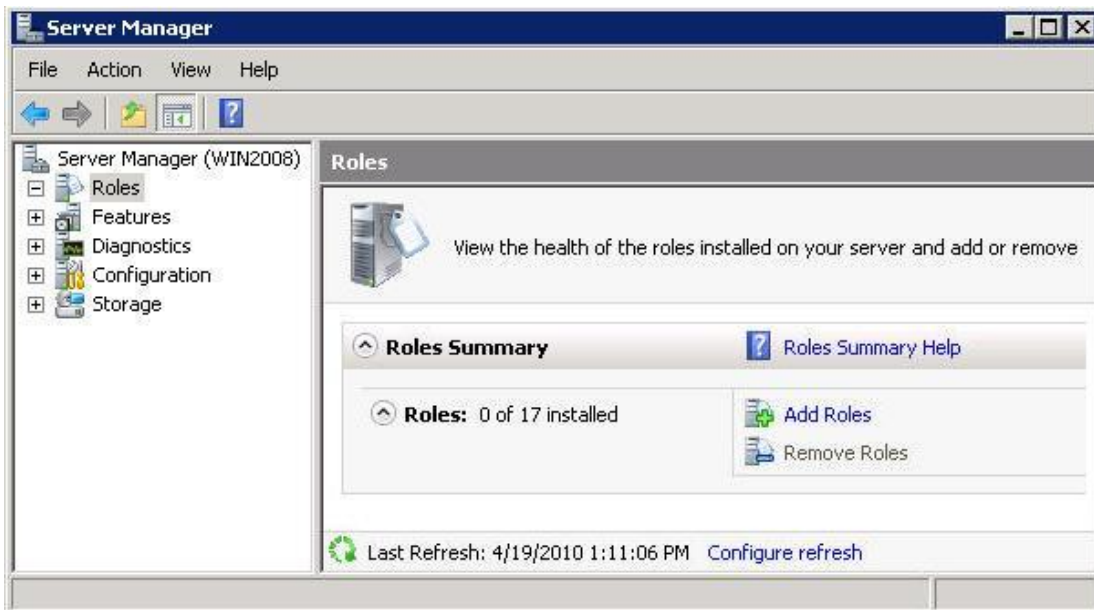 Server Manager
File Action View Help
Server Manager (WIN2008)
Roles
Features
Diagnostics
Configuration
Storage
Roles
View the health of the roles installed on your server and add or remove
Roles Summary
Roles Summary Help
Roles: 0 of 17 installed
Add Roles
Remove Roles
Last Refresh: 4/19/2010 1:11:06 PM Configure refresh